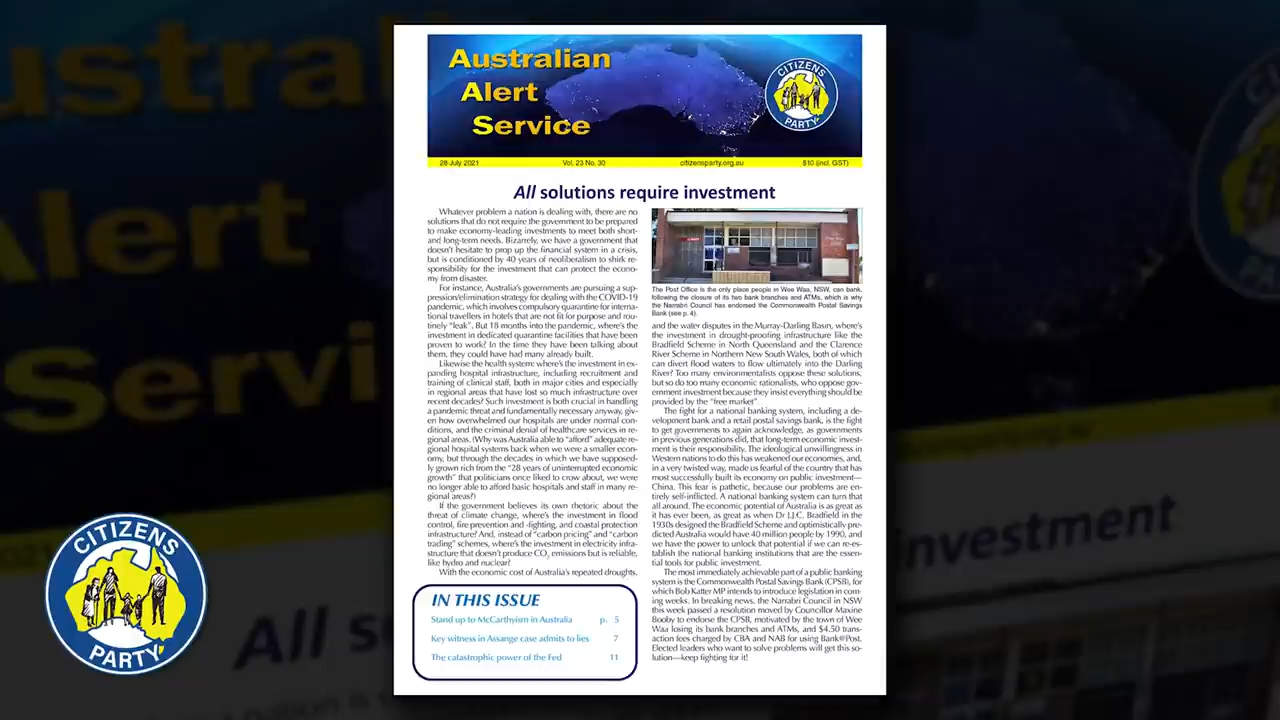 Australian
Alert
Service
CITIZENS
PARTY
28 July 2021
Vol. 23 No. 30
citizensparty.org.au
$10 (incl. GST)
All solutions require investment
Whatever problem a nation is dealing with, there are no
solutions that do not require the government to be prepared
to make economy-leading investments to meet both short-
and long-term needs. Bizarrely, we have a government that
doesn't hesitate to prop up the financial system in a crisis,
but is conditioned by 40 years of neoliberalism to shirk re-
sponsibility for the investment that can protect the econo-
my from disaster.
For instance, Australia's governments are pursuing a sup-
pression/elimination strategy for dealing with the COVID-19
pandemic, which involves compulsory quarantine for interna-
tional travellers in hotels that are not fit for purpose and rou-
tinely "leak". But 18 months into the pandemic, where's the
investment in dedicated quarantine facilities that have been
proven to work? In the time they have been talking about
them, they could have had many already built.
Likewise the health system: where's the investment in ex-
panding hospital infrastructure, including recruitment and
training of clinical staff, both in major cities and especially
in regional areas that have lost so much infrastructure over
recent decades? Such investment is both crucial in handling
a pandemic threat and fundamentally necessary anyway, giv-
en how overwhelmed our hospitals are under normal con-
ditions, and the criminal denial of healthcare services in re-
gional areas. (Why was Australia able to "afford" adequate re-
gional hospital systems back when we were a smaller econ-
omy, but through the decades in which we have supposed-
ly grown rich from the "28 years of uninterrupted economic
growth" that politicians once liked to crow about, we were
no longer able to afford basic hospitals and staff in many re-
gional areas?)
If the government believes its own rhetoric about the
threat of climate change, where's the investment in flood
control, fire prevention and -fighting, and coastal protection
infrastructure? And, instead of "carbon pricing" and "carbon
trading" schemes, where's the investment in electricity infra-
structure that doesn't produce CO₂ emissions but is reliable,
like hydro and nuclear?
With the economic cost of Australia's repeated droughts,
The Post Office is the only place people in Wee Waa, NSW, can bank,
following the closure of its two bank branches and ATMs, which is why
the Narrabri Council has endorsed the Commonwealth Postal Savings
Bank (see p. 4).
and the water disputes in the Murray-Darling Basin, where's
the investment in drought-proofing infrastructure like the
Bradfield Scheme in North Queensland and the Clarence
River Scheme in Northern New South Wales, both of which
can divert flood waters to flow ultimately into the Darling
River? Too many environmentalists oppose these solutions,
but so do too many economic rationalists, who oppose gov-
ernment investment because they insist everything should be
provided by the "free market".
The fight for a national banking system, including a de-
velopment bank and a retail postal savings bank, is the fight
to get governments to again acknowledge, as governments
in previous generations did, that long-term economic invest-
ment is their responsibility. The ideological unwillingness in
Western nations to do this has weakened our economies, and,
in a very twisted way, made us fearful of the country that has
most successfully built its economy on public investment—
China. This fear is pathetic, because our problems are en-
tirely self-inflicted. A national banking system can turn that
all around. The economic potential of Australia is as great as
it has ever been, as great as when Dr J.J.C. Bradfield in the
1930s designed the Bradfield Scheme and optimistically pre-
dicted Australia would have 40 million people by 1990, and
we have the power to unlock that potential if we can re-es-
tablish the national banking institutions that are the essen-
tial tools for public investment.
The most immediately achievable part of a public banking
system is the Commonwealth Postal Savings Bank (CPSB), for
which Bob Katter MP intends to introduce legislation in com-
ing weeks. In breaking news, the Narrabri Council in NSW
this week passed a resolution moved by Councillor Maxine
Booby to endorse the CPSB, motivated by the town of Wee
Waa losing its bank branches and ATMs, and $4.50 trans-
action fees charged by CBA and NAB for using Bank@Post.
Elected leaders who want to solve problems will get this so-
lution—keep fighting for it!
IN THIS ISSUE
Stand up to McCarthyism in Australia p. 5
Key witness in Assange case admits to lies 7
The catastrophic power of the Fed 11
CITIZENS
PARTY